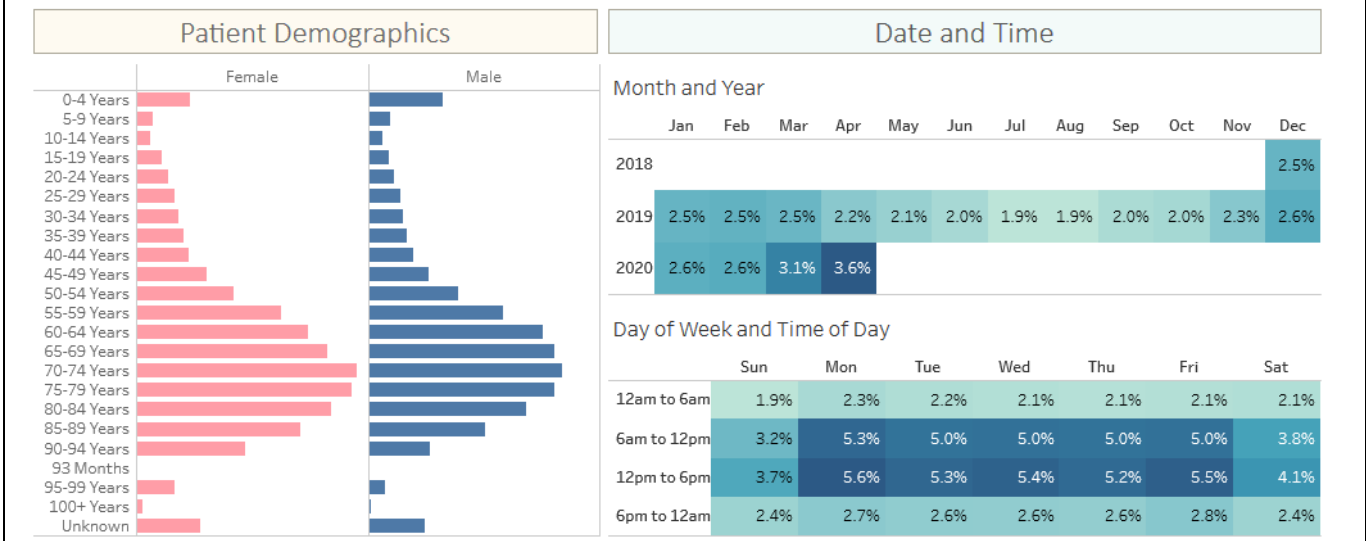 Patient Demographics
Female Male
0-4 Years
5-9 Years
10-14 Years
15-19 Years
20-24 Years
25-29 Years
30-34 Years
35-39 Years
40-44 Years
45-49 Years
50-54 Years
55-59 Years
60-64 Years
65-69 Years
70-74 Years
75-79 Years
80-84 Years
85-89 Years
90-94 Years
93 Months
95-99 Years
100+ Years
Unknown
Date and Time
Month and Year
Jan Feb Mar Apr May Jun Jul Aug Sep Oct Nov Dec
2018 2.5%
2019 2.5% 2.5% 2.5% 2.2% 2.1% 2.0% 1.9% 1.9% 2.0% 2.0% 2.3% 2.6%
2020 2.6% 2.6% 3.1% 3.6%
Day of Week and Time of Day
Sun Mon Tue Wed Thu Fri Sat
12am to 6am 1.9% 2.3% 2.2% 2.1% 2.1% 2.1% 2.1%
6am to 12pm 3.2% 5.3% 5.0% 5.0% 5.0% 5.0% 3.8%
12pm to 6pm 3.7% 5.6% 5.3% 5.4% 5.2% 5.5% 4.1%
6pm to 12am 2.4% 2.7% 2.6% 2.6% 2.6% 2.8% 2.4%